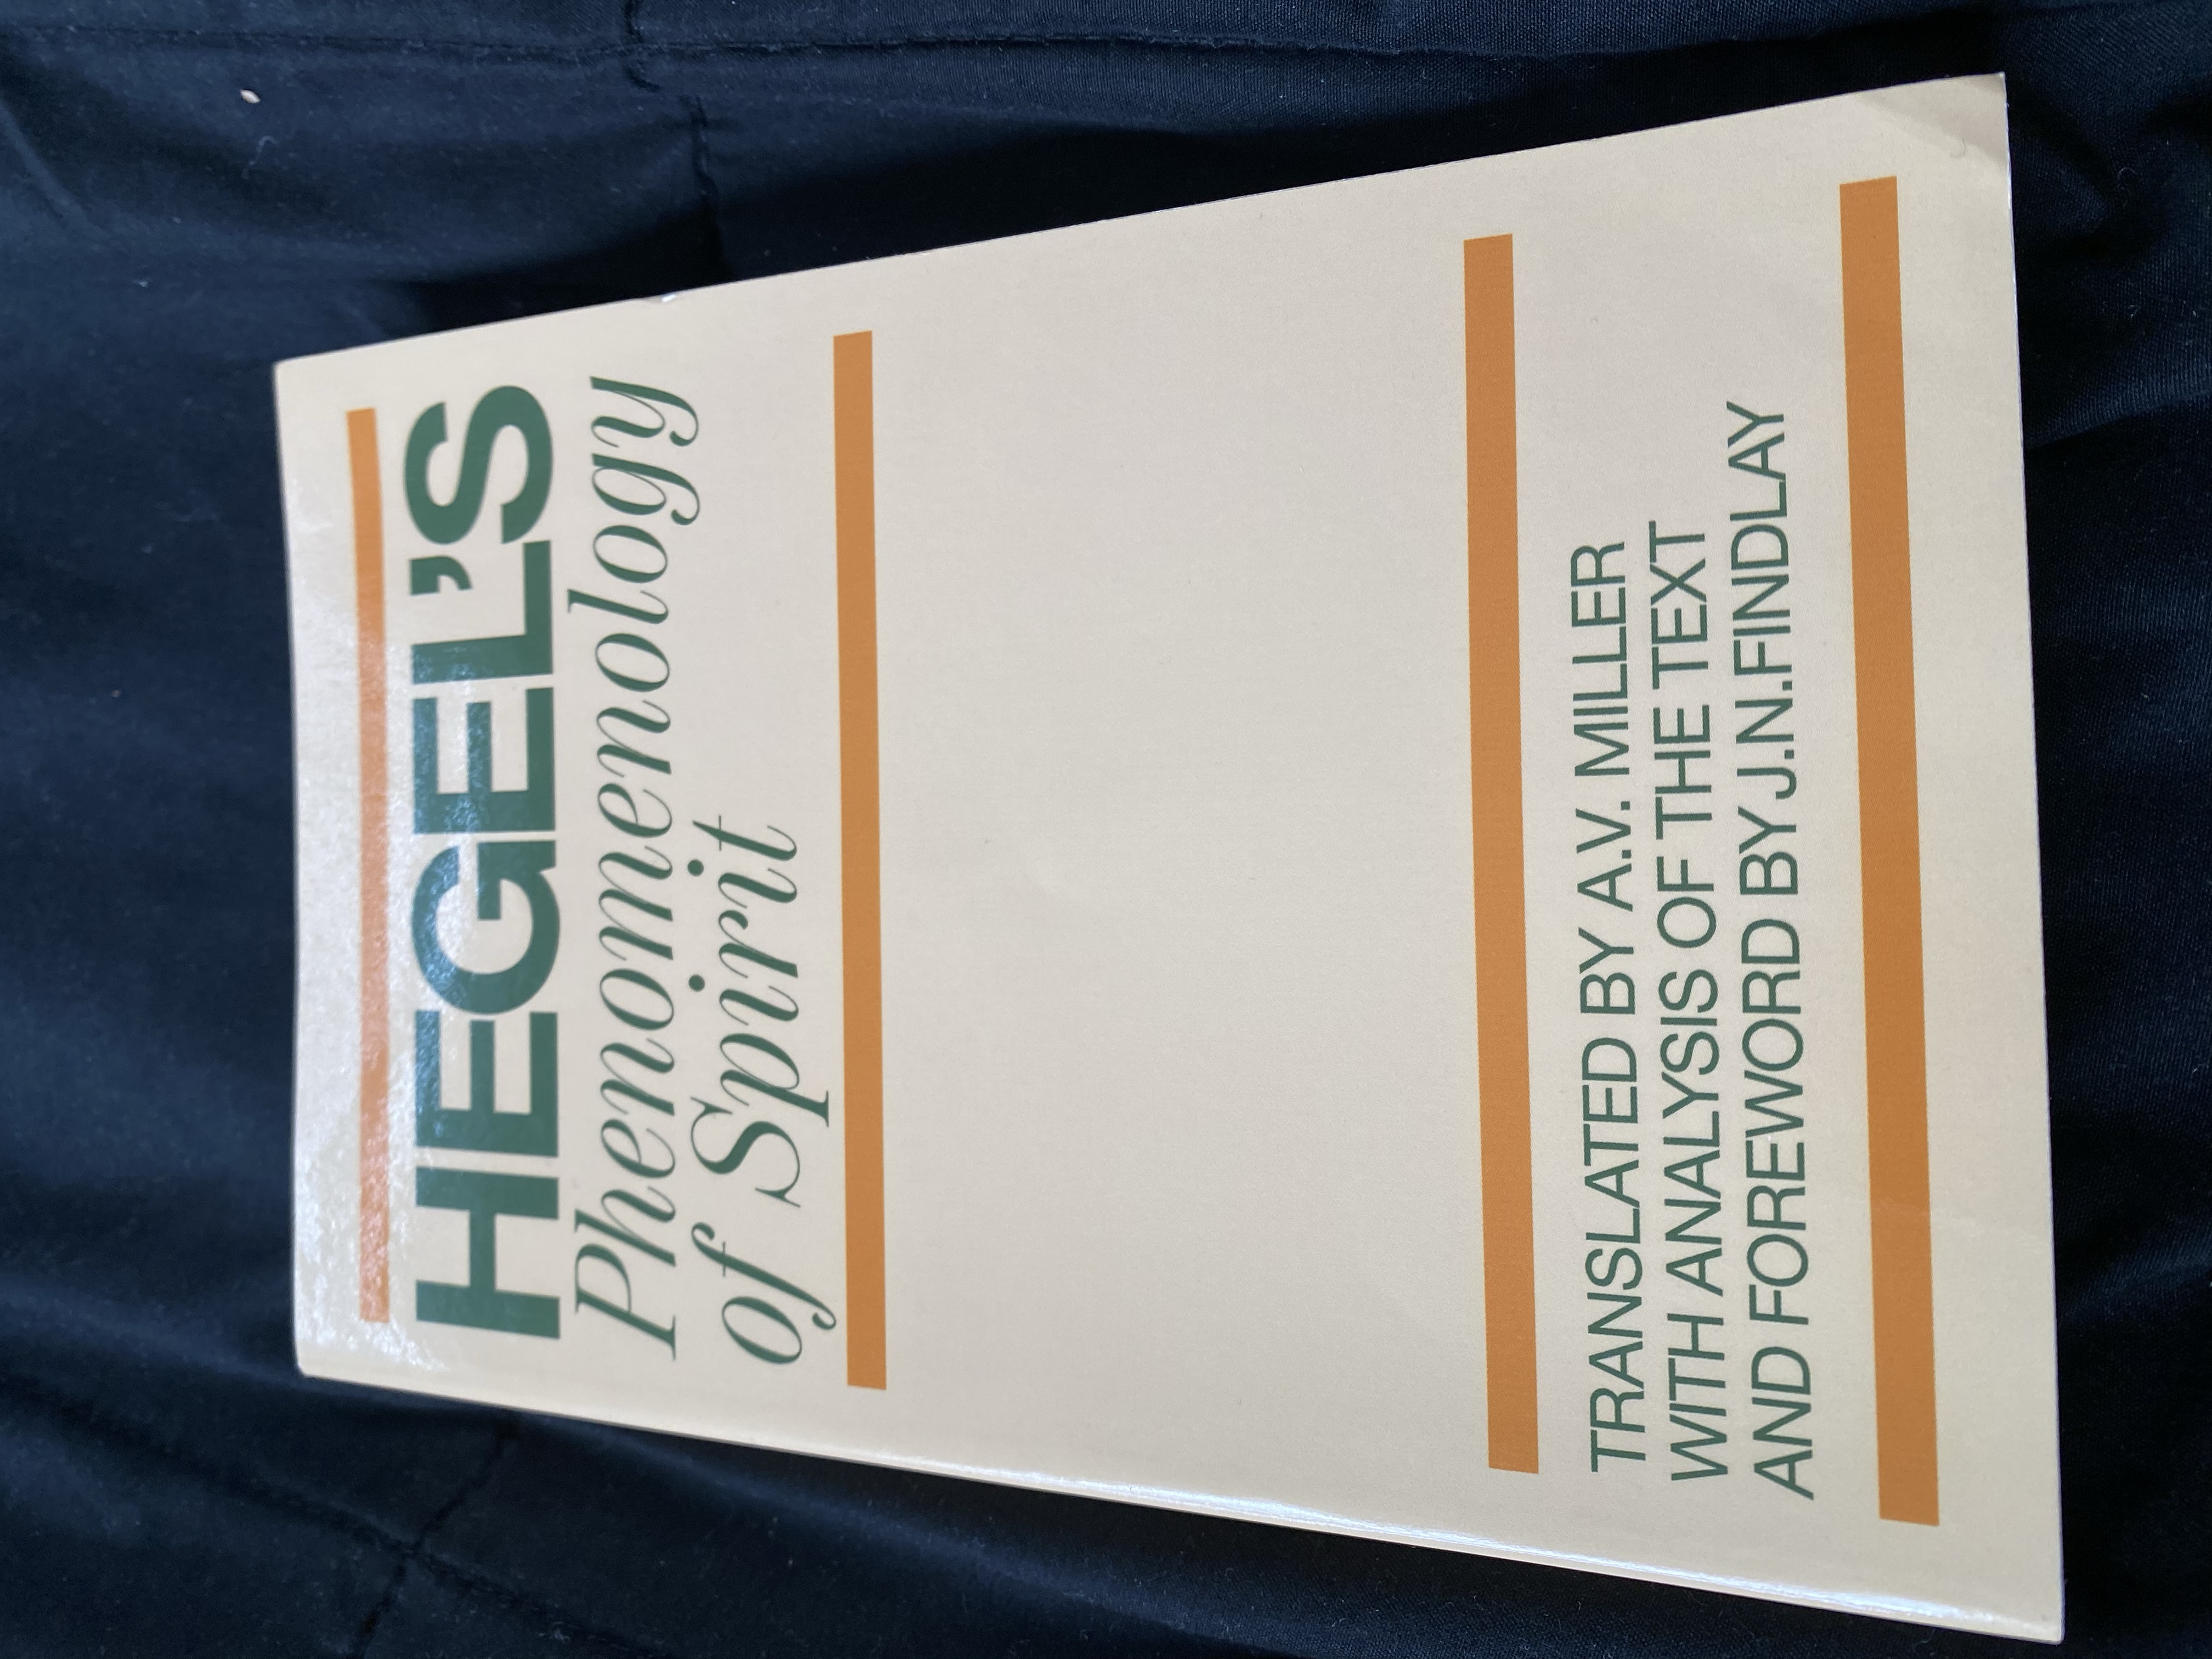 HEGEL'S
Phenomenology
of Spirit
TRANSLATED BY A.V. MILLER
WITH ANALYSIS OF THE TEXT
AND FOREWORD BY J.N.FINDLAY